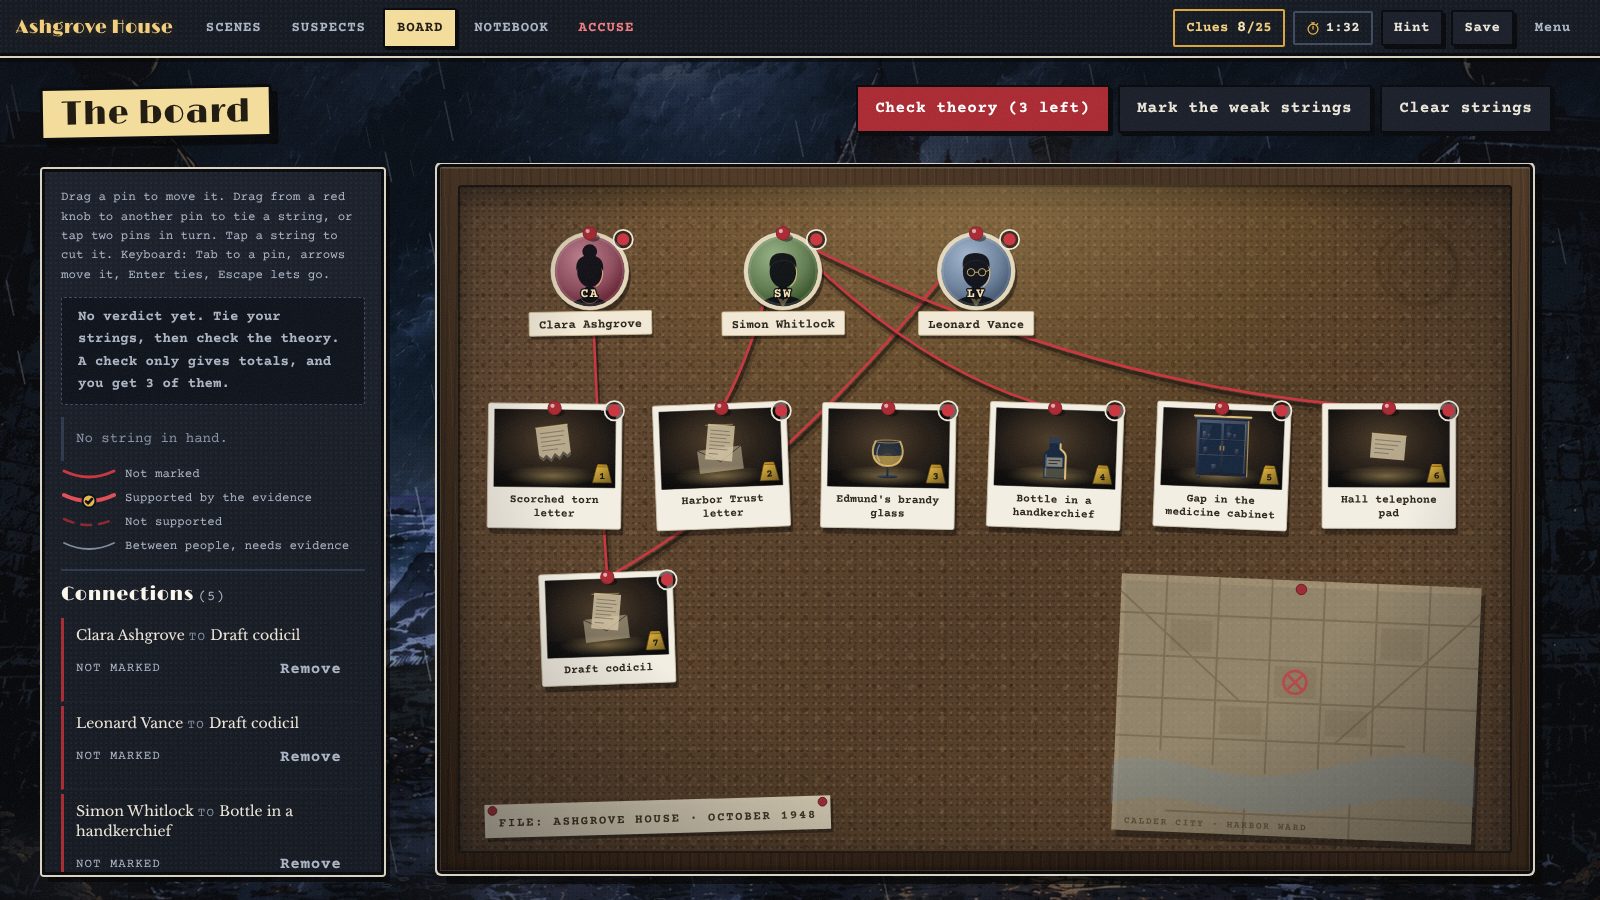 Ashgrove House
SCENES
SUSPECTS
BOARD
NOTEBOOK
ACCUSE
Clues 8/25
1:32
Hint
Save
Menu
The board
Check theory (3 left)
Mark the weak strings
Clear strings
Drag a pin to move it. Drag from a red
knob to another pin to tie a string, or
tap two pins in turn. Tap a string to
cut it. Keyboard: Tab to a pin, arrows
move it, Enter ties, Escape lets go.
No verdict yet. Tie your
strings, then check the theory.
A check only gives totals, and
you get 3 of them.
No string in hand.
Not marked
Supported by the evidence
Not supported
Between people, needs evidence
Connections (5)
Clara Ashgrove TO Draft codicil
NOT MARKED
Remove
Leonard Vance TO Draft codicil
NOT MARKED
Remove
Simon Whitlock TO Bottle in a
handkerchief
NOT MARKED
Remove
CA
Clara Ashgrove
SW
Simon Whitlock
LV
Leonard Vance
1
Scorched torn
letter
2
Harbor Trust
letter
3
Edmund's brandy
glass
4
Bottle in a
handkerchief
5
Gap in the
medicine cabinet
6
Hall telephone
pad
7
Draft codicil
FILE: ASHGROVE HOUSE · OCTOBER 1948
CALDER CITY · HARBOR WARD